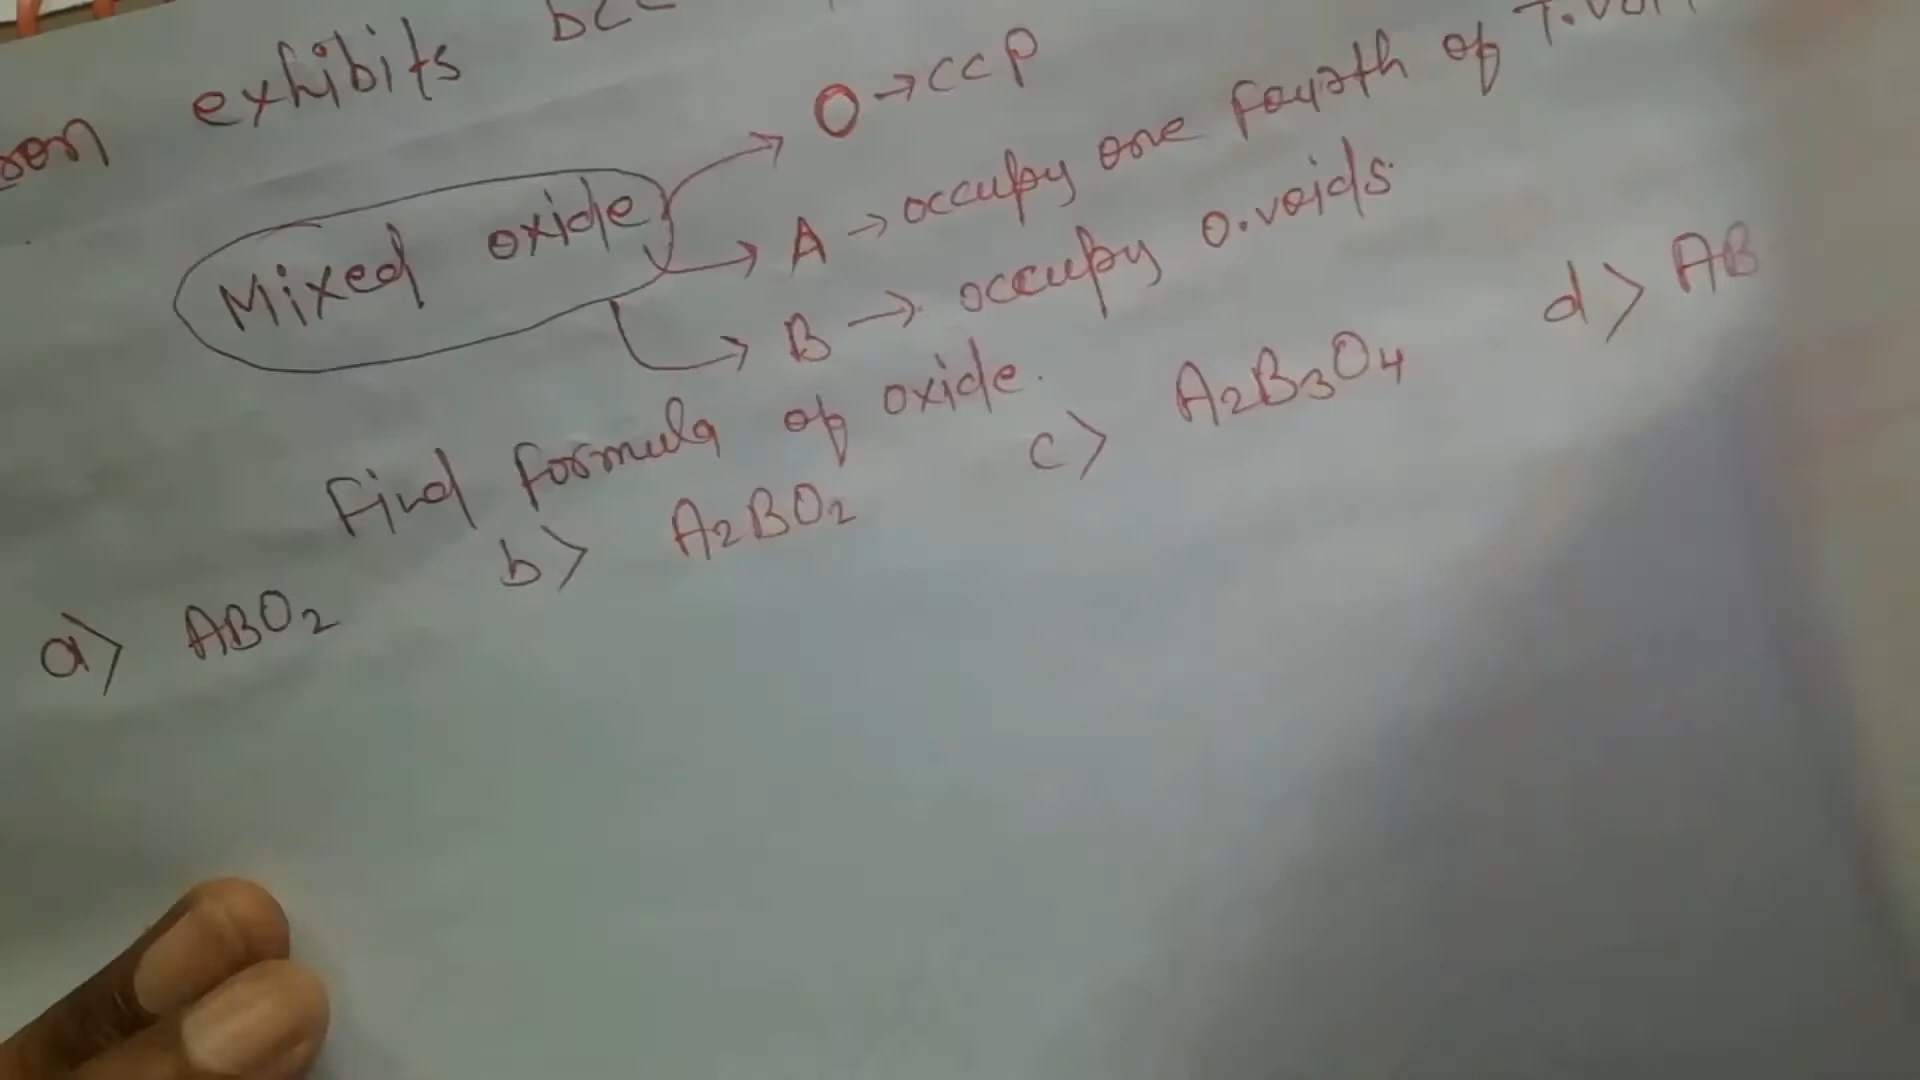 exhibits
O → CCP
Mixed oxide → A → occupy one fourth of
→ B → occupy O.voids.
Find formula of oxide.
a) ABO2 b) A2BO2 c) A2B3O4 d) AB